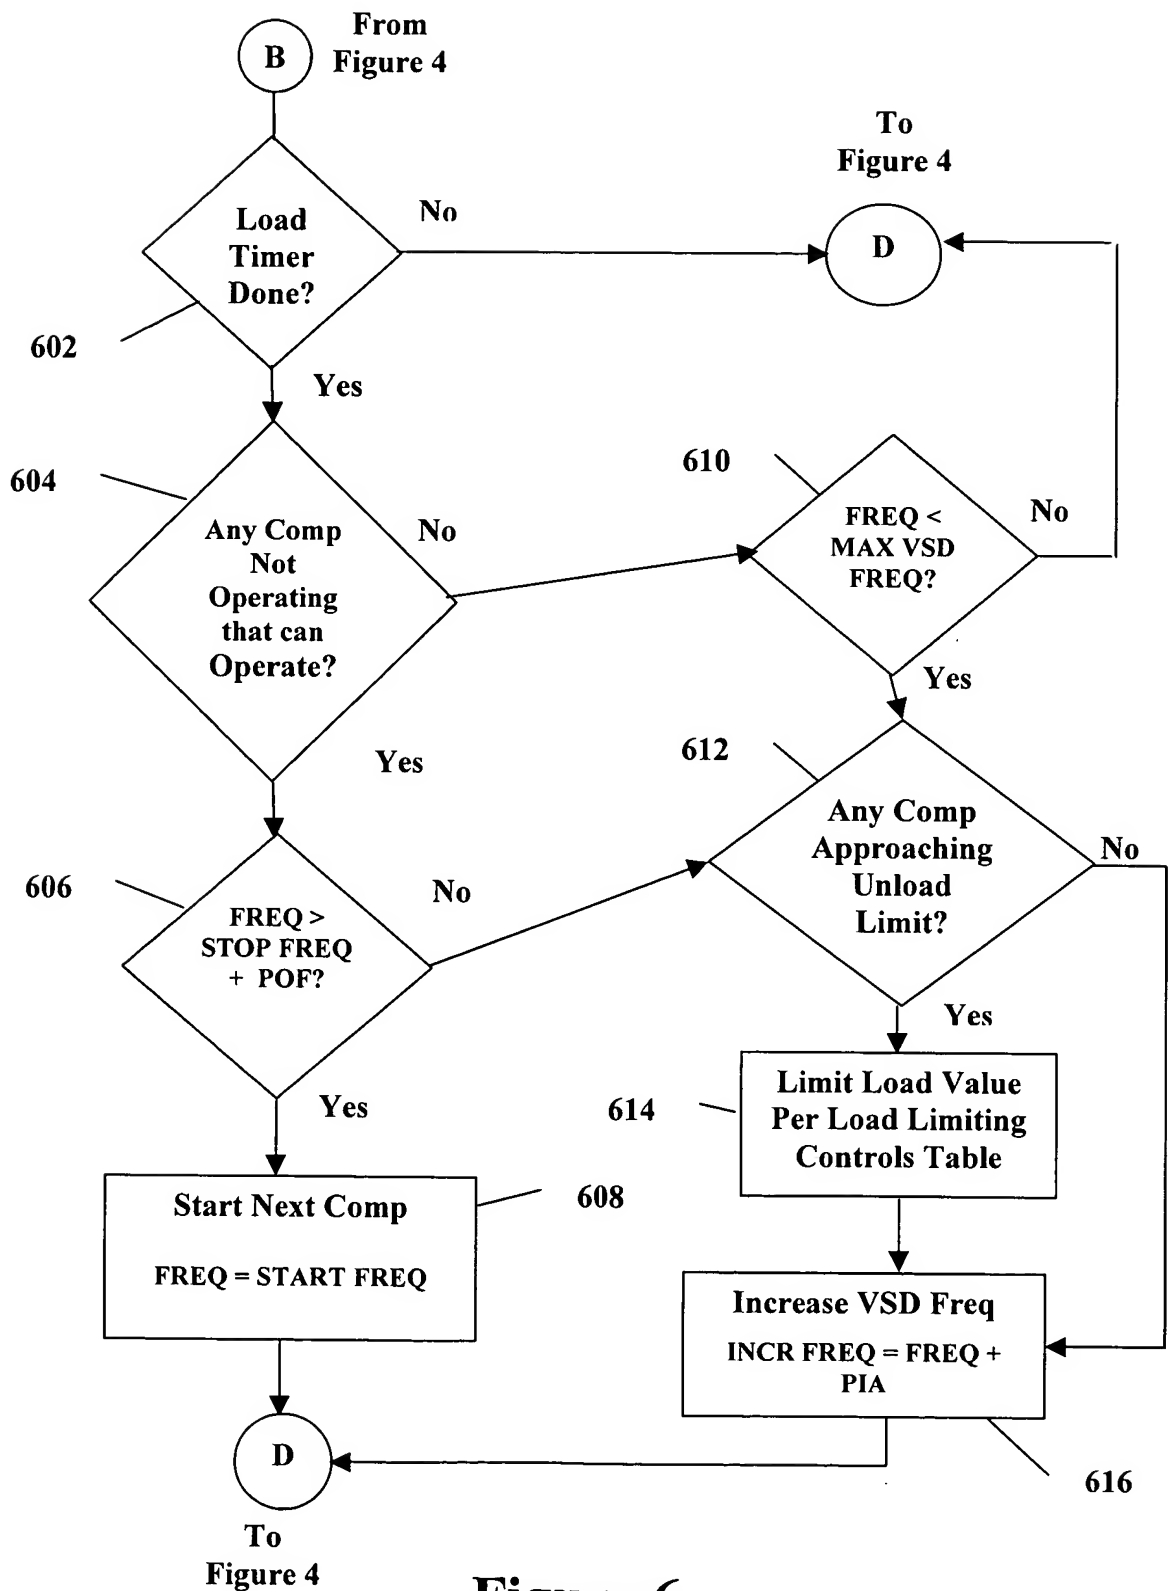 From
Figure 4
B
To
Figure 4
D
Load
Timer
Done?
No
602
Yes
604
Any Comp
Not
Operating
that can
Operate?
No
610
FREQ <
MAX VSD
FREQ?
No
Yes
Yes
612
Any Comp
Approaching
Unload
Limit?
No
606
FREQ >
STOP FREQ
+ POF?
No
Yes
Yes
614
Limit Load Value
Per Load Limiting
Controls Table
Start Next Comp
FREQ = START FREQ
608
Increase VSD Freq
INCR FREQ = FREQ +
PIA
616
D
To
Figure 4
Figure 6